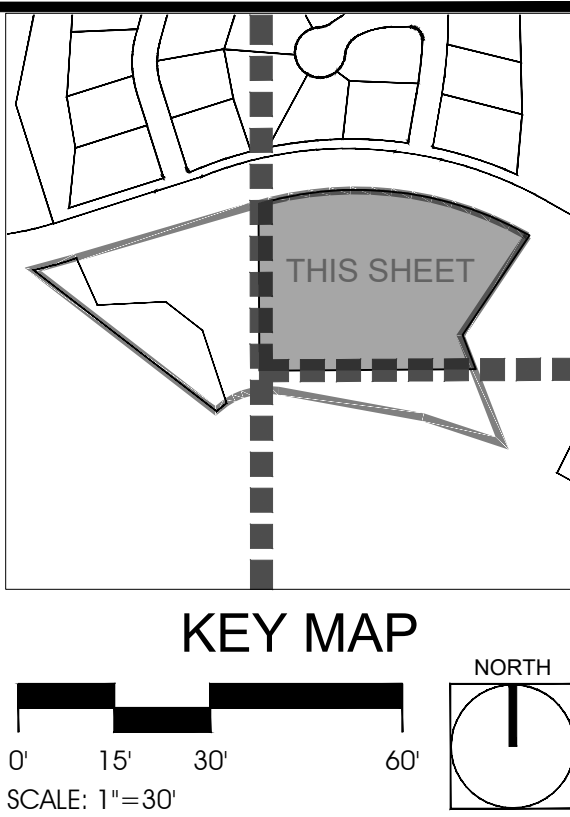 THIS SHEET
KEY MAP
NORTH
0' 15' 30' 60'
SCALE: 1"=30'